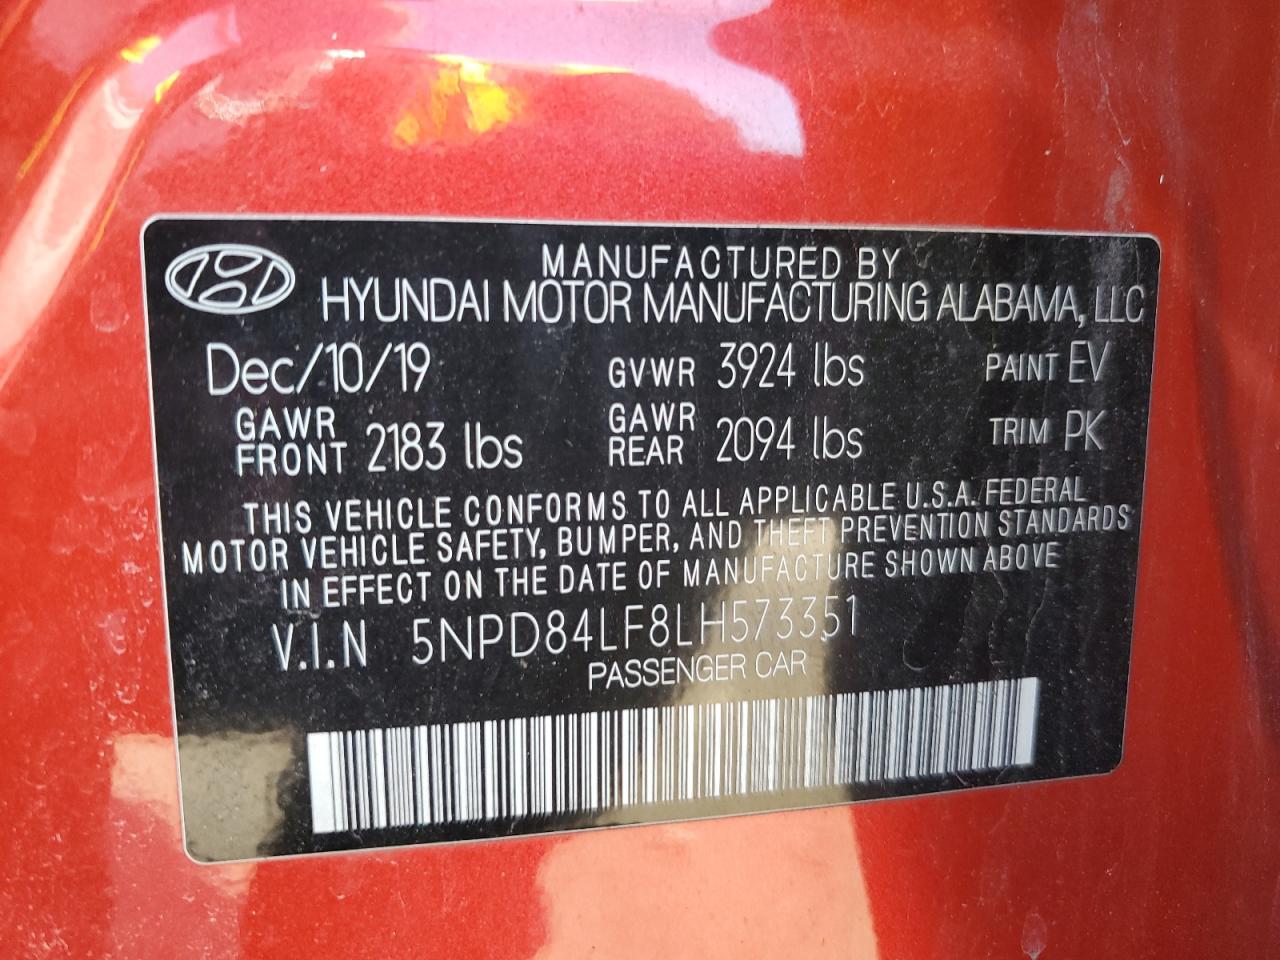 MANUFACTURED BY
HYUNDAI MOTOR MANUFACTURING ALABAMA, LLC
Dec/10/19 GVWR 3924 lbs PAINT EV
GAWR FRONT 2183 lbs GAWR REAR 2094 lbs TRIM PK
THIS VEHICLE CONFORMS TO ALL APPLICABLE U.S.A. FEDERAL
MOTOR VEHICLE SAFETY, BUMPER, AND THEFT PREVENTION STANDARDS
IN EFFECT ON THE DATE OF MANUFACTURE SHOWN ABOVE
V.I.N 5NPD84LF8LH573351
PASSENGER CAR